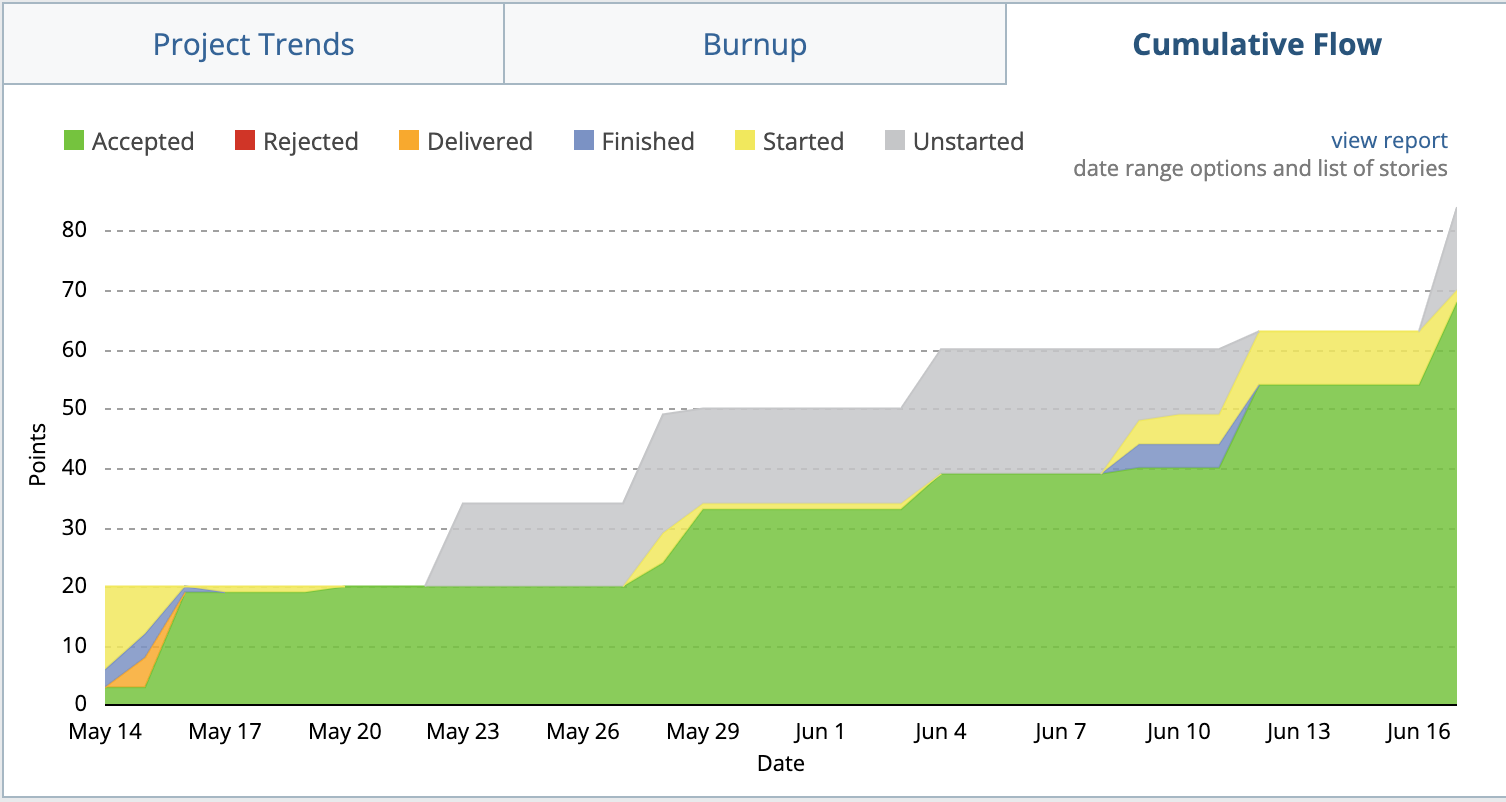 Project Trends
Burnup
Cumulative Flow
Accepted Rejected Delivered Finished Started Unstarted
view report
date range options and list of stories
80
70
60
50
40
30
20
10
0
Points
May 14 May 17 May 20 May 23 May 26 May 29 Jun 1 Jun 4 Jun 7 Jun 10 Jun 13 Jun 16
Date